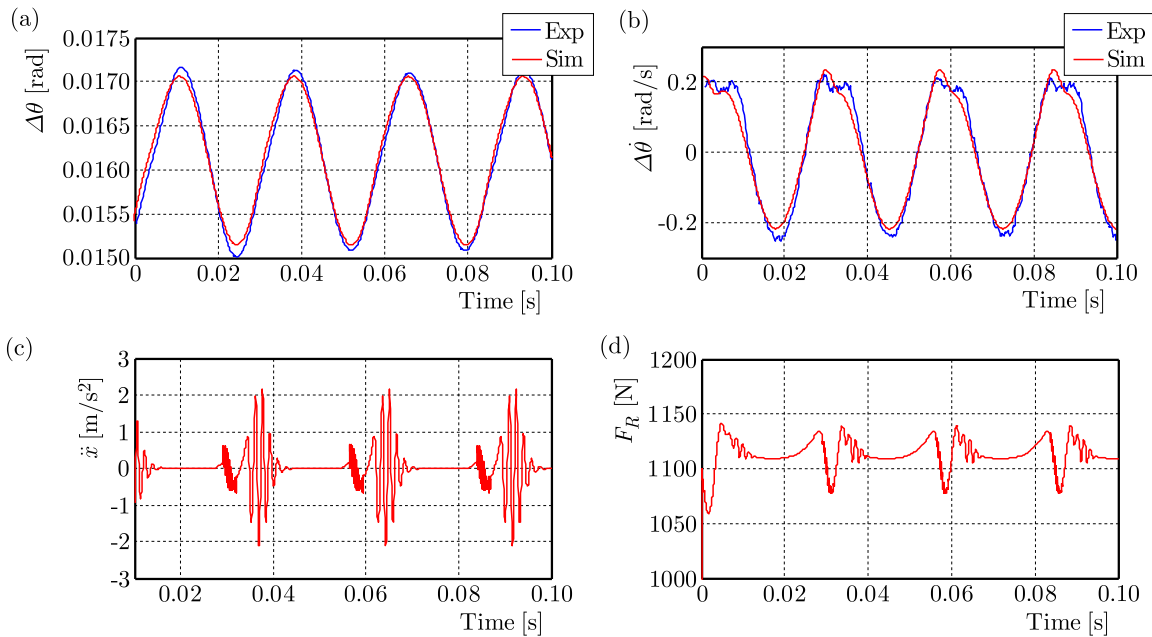 (a)
Exp
Sim
Δθ [rad]
0.0175
0.0170
0.0165
0.0160
0.0155
0.0150
0 0.02 0.04 0.06 0.08 0.10
Time [s]
(b)
Exp
Sim
Δθ̇ [rad/s]
0.2
0
-0.2
0 0.02 0.04 0.06 0.08 0.10
Time [s]
(c)
ẍ [m/s²]
3
2
1
0
-1
-2
-3
0.02 0.04 0.06 0.08 0.10
Time [s]
(d)
F_R [N]
1200
1150
1100
1050
1000
0 0.02 0.04 0.06 0.08 0.10
Time [s]